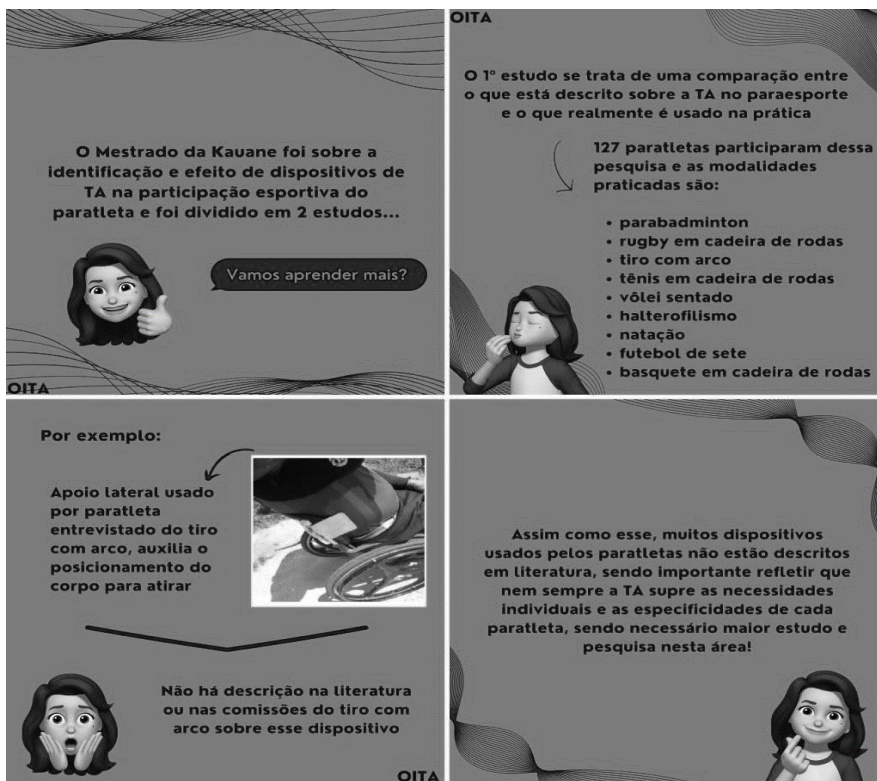 O Mestrado da Kauane foi sobre a
identificação e efeito de dispositivos de
TA na participação esportiva do
paratleta e foi dividido em 2 estudos...
Vamos aprender mais?
OITA
OITA
O 1º estudo se trata de uma comparação entre
o que está descrito sobre a TA no paraesporte
e o que realmente é usado na prática
127 paratletas participaram dessa
pesquisa e as modalidades
praticadas são:
• parabadminton
• rugby em cadeira de rodas
• tiro com arco
• tênis em cadeira de rodas
• vôlei sentado
• halterofilismo
• natação
• futebol de sete
• basquete em cadeira de rodas
Por exemplo:
Apoio lateral usado
por paratleta
entrevistado do tiro
com arco, auxilia o
posicionamento do
corpo para atirar
Não há descrição na literatura
ou nas comissões do tiro com
arco sobre esse dispositivo
OITA
Assim como esse, muitos dispositivos
usados pelos paratletas não estão descritos
em literatura, sendo importante refletir que
nem sempre a TA supre as necessidades
individuais e as especificidades de cada
paratleta, sendo necessário maior estudo e
pesquisa nesta área!